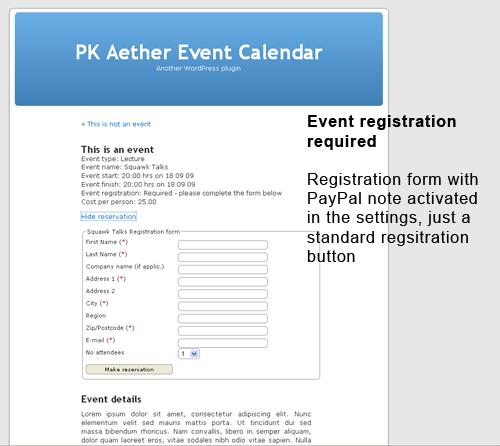 PK Aether Event Calendar
Another WordPress plugin
« This is not an event
This is an event
Event type: Lecture
Event name: Squawk Talks
Event start: 20:00 hrs on 18 09 09
Event finish: 20:00 hrs on 18 09 09
Event registration: Required - please complete the form below
Cost per person: 25.00
Hide reservation
Squawk Talks Registration form
First Name (*)
Last Name (*)
Company name (if applic.)
Address 1 (*)
Address 2
City (*)
Region
Zip/Postcode (*)
E-mail (*)
No attendees 1
Make reservation
Event details
Lorem ipsum dolor sit amet, consectetur adipiscing elit. Nunc
elementum velit sed mauris mattis porta. Ut tincidunt dui sed
massa bibendum rhoncus. Nam convallis, libero in semper aliquam,
dolor quam laoreet eros, vitae sodales nibh odio vitae sapien. Nulla
Event registration
required
Registration form with
PayPal note activated
in the settings, just a
standard regsitration
button